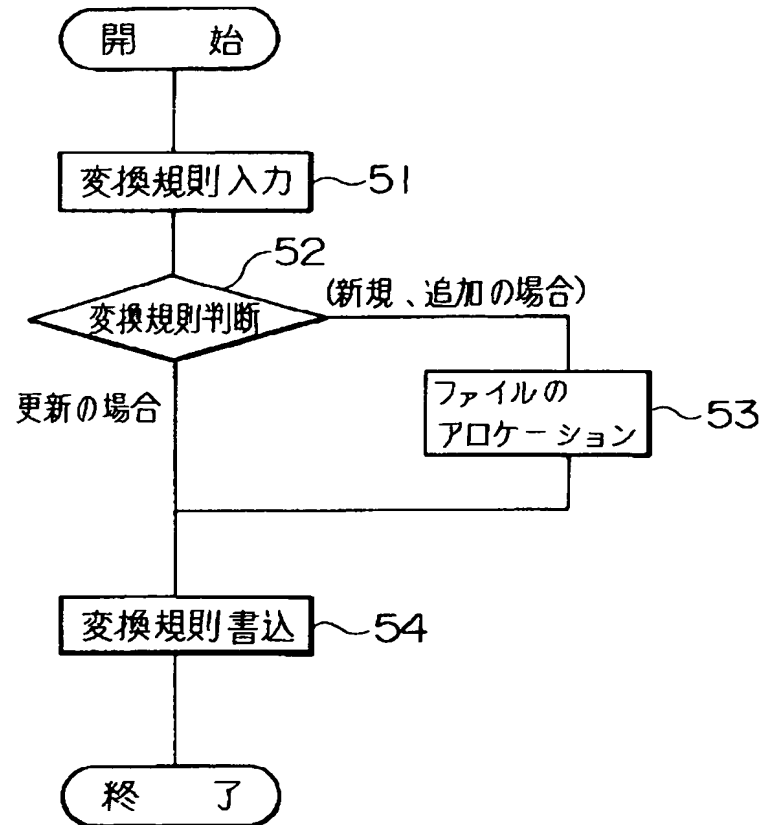 開 始
変換規則入力
51
52
変換規則判断
(新規、追加の場合)
更新の場合
ファイルの
アロケーション
53
変換規則書込
54
終 了